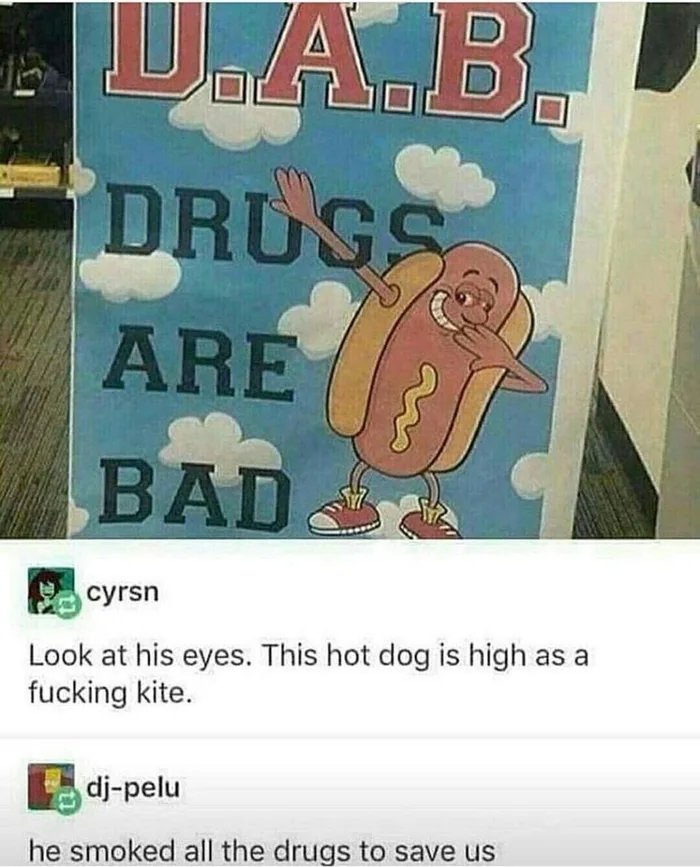 D.A.B.
DRUGS
ARE
BAD
cyrsn
Look at his eyes. This hot dog is high as a
fucking kite.
dj-pelu
he smoked all the drugs to save us